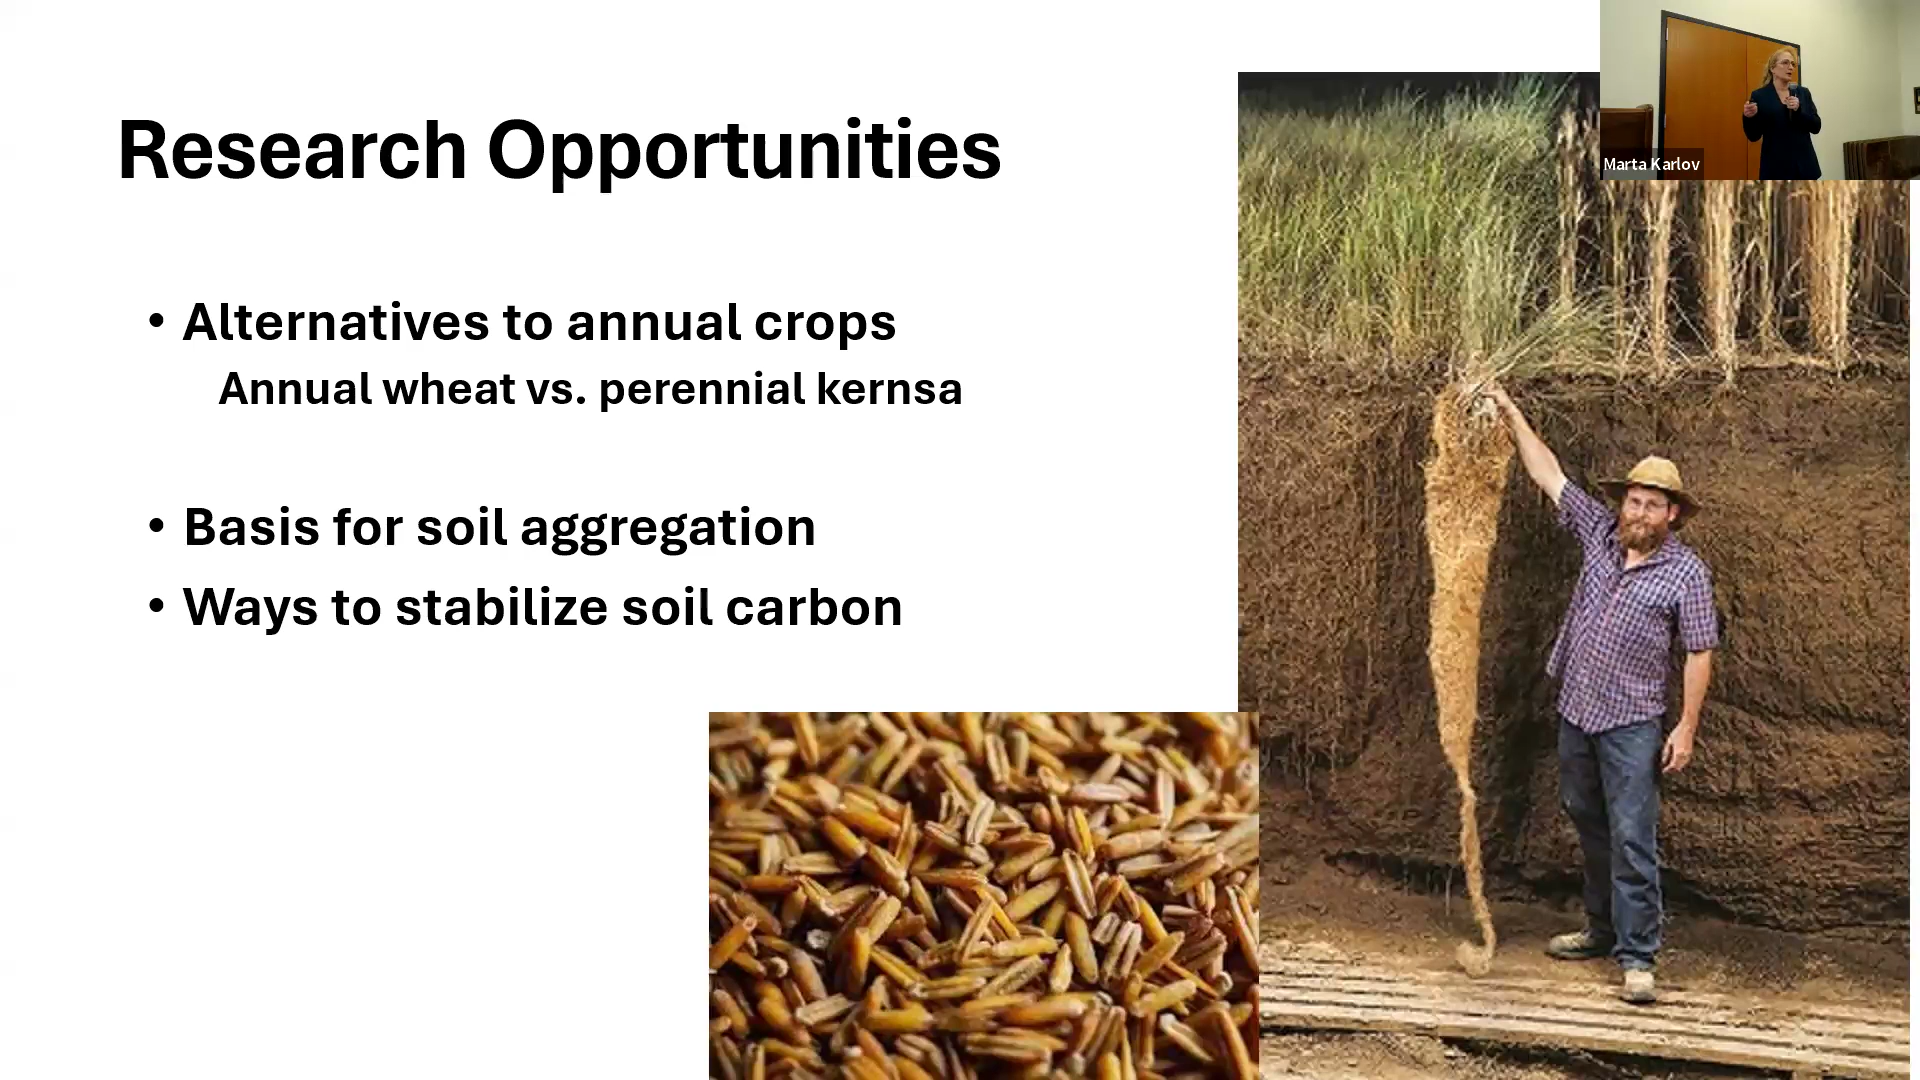 Research Opportunities
• Alternatives to annual crops
Annual wheat vs. perennial kernsa
• Basis for soil aggregation
• Ways to stabilize soil carbon
Marta Karlov